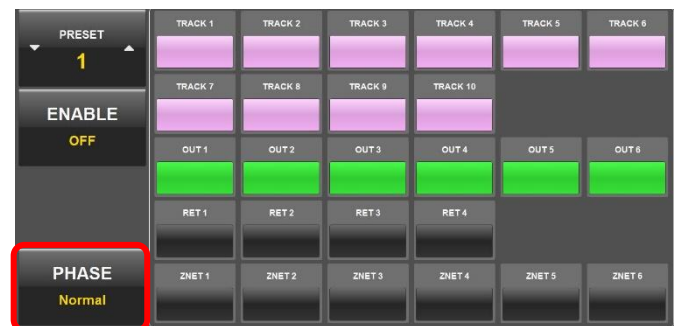 PRESET
1
ENABLE
OFF
PHASE
Normal
TRACK 1 TRACK 2 TRACK 3 TRACK 4 TRACK 5 TRACK 6
TRACK 7 TRACK 8 TRACK 9 TRACK 10
OUT 1 OUT 2 OUT 3 OUT 4 OUT 5 OUT 6
RET 1 RET 2 RET 3 RET 4
ZNET 1 ZNET 2 ZNET 3 ZNET 4 ZNET 5 ZNET 6